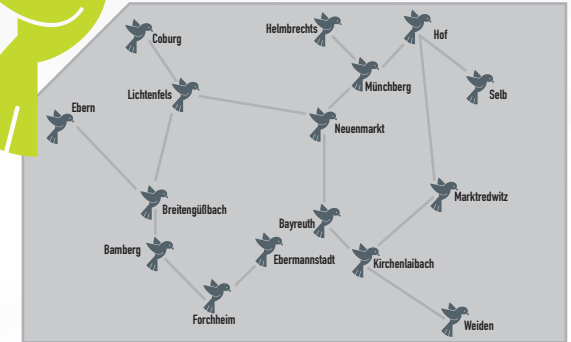 Helmbrechts
Hof
Coburg
Münchberg
Lichtenfels
Selb
Ebern
Neuenmarkt
Marktredwitz
Breitengüßbach
Bayreuth
Bamberg
Ebermannstadt
Kirchenlaibach
Forchheim
Weiden